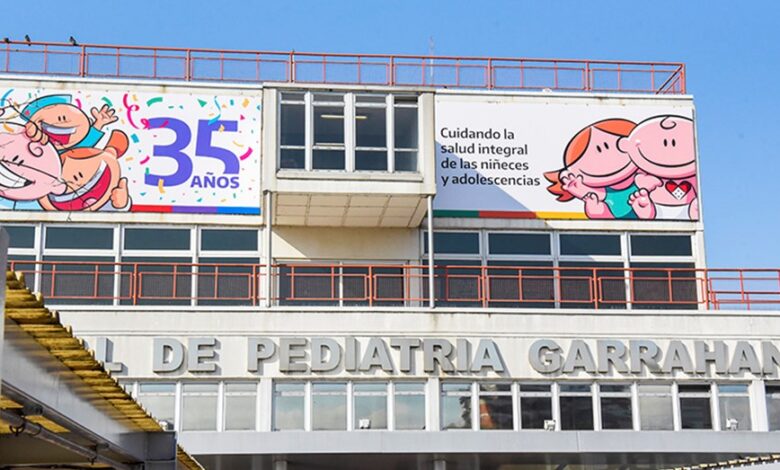 35
AÑOS
Cuidando la
salud integral
de las niñeces
y adolescencias
L DE PEDIATRIA GARRAHAN